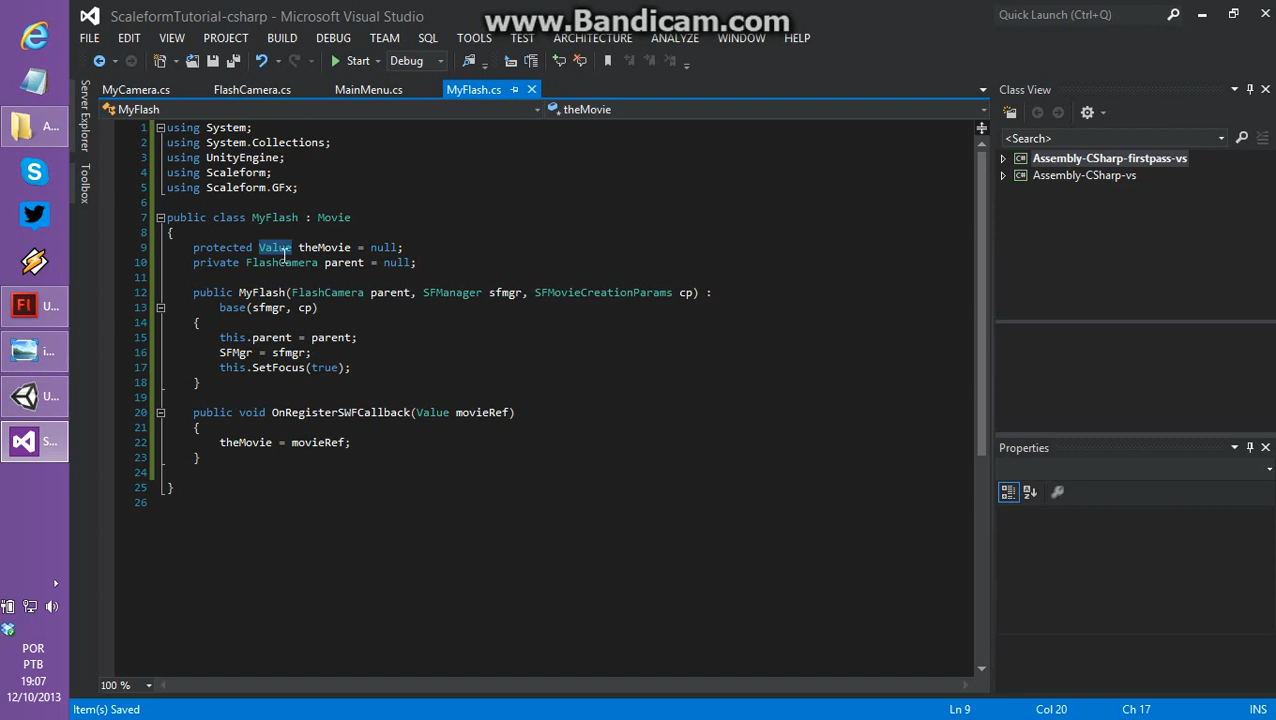 ScaleformTutorial-csharp - Microsoft Visual Studio
www.Bandicam.com
Quick Launch (Ctrl+Q)
FILE EDIT VIEW PROJECT BUILD DEBUG TEAM SQL TOOLS TEST ARCHITECTURE ANALYZE WINDOW HELP
Start Debug
MyCamera.cs FlashCamera.cs MainMenu.cs MyFlash.cs
MyFlash theMovie
Server Explorer
Toolbox
1 using System;
2 using System.Collections;
3 using UnityEngine;
4 using Scaleform;
5 using Scaleform.GFx;
6
7 public class MyFlash : Movie
8 {
9 protected Value theMovie = null;
10 private FlashCamera parent = null;
11
12 public MyFlash(FlashCamera parent, SFManager sfmgr, SFMovieCreationParams cp) :
13 base(sfmgr, cp)
14 {
15 this.parent = parent;
16 SFMgr = sfmgr;
17 this.SetFocus(true);
18 }
19
20 public void OnRegisterSWFCallback(Value movieRef)
21 {
22 theMovie = movieRef;
23 }
24
25 }
26
100 %
Class View
<Search>
Assembly-CSharp-firstpass-vs
Assembly-CSharp-vs
Properties
A...
U...
i...
U...
S...
POR
PTB
19:07
12/10/2013
Item(s) Saved Ln 9 Col 20 Ch 17 INS